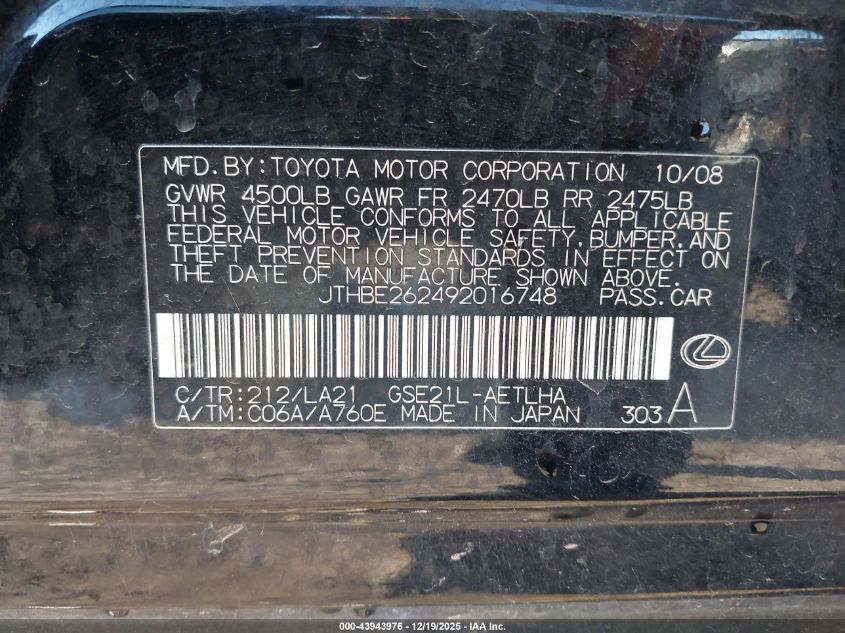 MFD.BY:TOYOTA MOTOR CORPORATION 10/08
GVWR 4500LB GAWR FR 2470LB RR 2475LB
THIS VEHICLE CONFORMS TO ALL APPLICABLE
FEDERAL MOTOR VEHICLE SAFETY,BUMPER,AND
THEFT PREVENTION STANDARDS IN EFFECT ON
THE DATE OF MANUFACTURE SHOWN ABOVE.
JTHBE262492016748 PASS.CAR
C/TR:212/LA21 GSE21L-AETLHA
A/TM:C06A/A760E MADE IN JAPAN 303 A
000-43943976 | 12/19/2025 - IAA Inc.